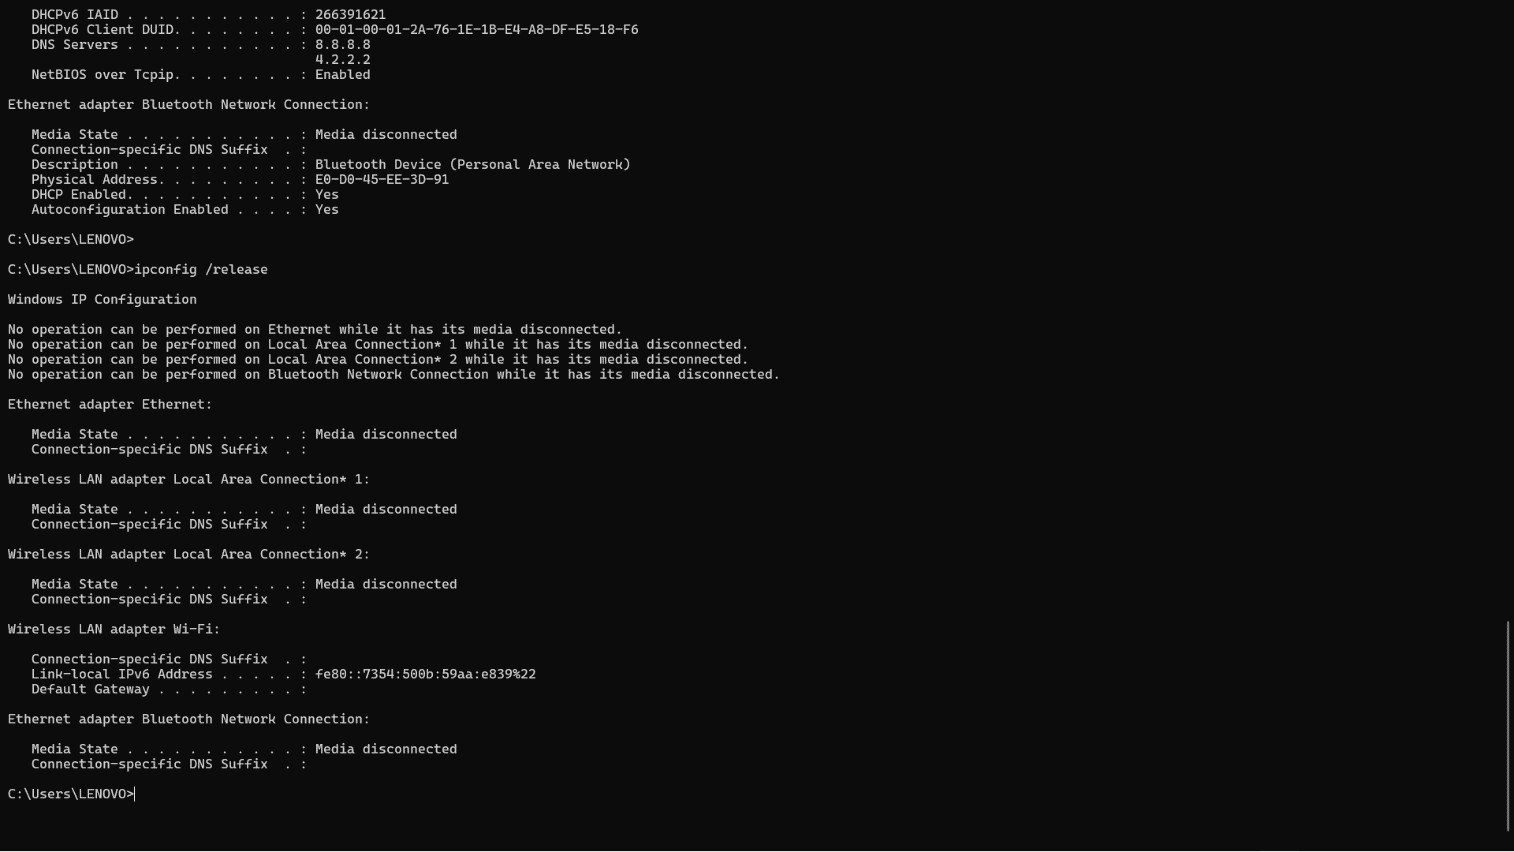 DHCPv6 IAID . . . . . . . . . . . : 266391621
DHCPv6 Client DUID. . . . . . . . : 00-01-00-01-2A-76-1E-1B-E4-A8-DF-E5-18-F6
DNS Servers . . . . . . . . . . . : 8.8.8.8
4.2.2.2
NetBIOS over Tcpip. . . . . . . . : Enabled
Ethernet adapter Bluetooth Network Connection:
Media State . . . . . . . . . . . : Media disconnected
Connection-specific DNS Suffix  . :
Description . . . . . . . . . . . : Bluetooth Device (Personal Area Network)
Physical Address. . . . . . . . . : E0-D0-45-EE-3D-91
DHCP Enabled. . . . . . . . . . . : Yes
Autoconfiguration Enabled . . . . : Yes
C:\Users\LENOVO>
C:\Users\LENOVO>ipconfig /release
Windows IP Configuration
No operation can be performed on Ethernet while it has its media disconnected.
No operation can be performed on Local Area Connection* 1 while it has its media disconnected.
No operation can be performed on Local Area Connection* 2 while it has its media disconnected.
No operation can be performed on Bluetooth Network Connection while it has its media disconnected.
Ethernet adapter Ethernet:
Media State . . . . . . . . . . . : Media disconnected
Connection-specific DNS Suffix  . :
Wireless LAN adapter Local Area Connection* 1:
Media State . . . . . . . . . . . : Media disconnected
Connection-specific DNS Suffix  . :
Wireless LAN adapter Local Area Connection* 2:
Media State . . . . . . . . . . . : Media disconnected
Connection-specific DNS Suffix  . :
Wireless LAN adapter Wi-Fi:
Connection-specific DNS Suffix  . :
Link-local IPv6 Address . . . . . : fe80::7354:500b:59aa:e839%22
Default Gateway . . . . . . . . . :
Ethernet adapter Bluetooth Network Connection:
Media State . . . . . . . . . . . : Media disconnected
Connection-specific DNS Suffix  . :
C:\Users\LENOVO>